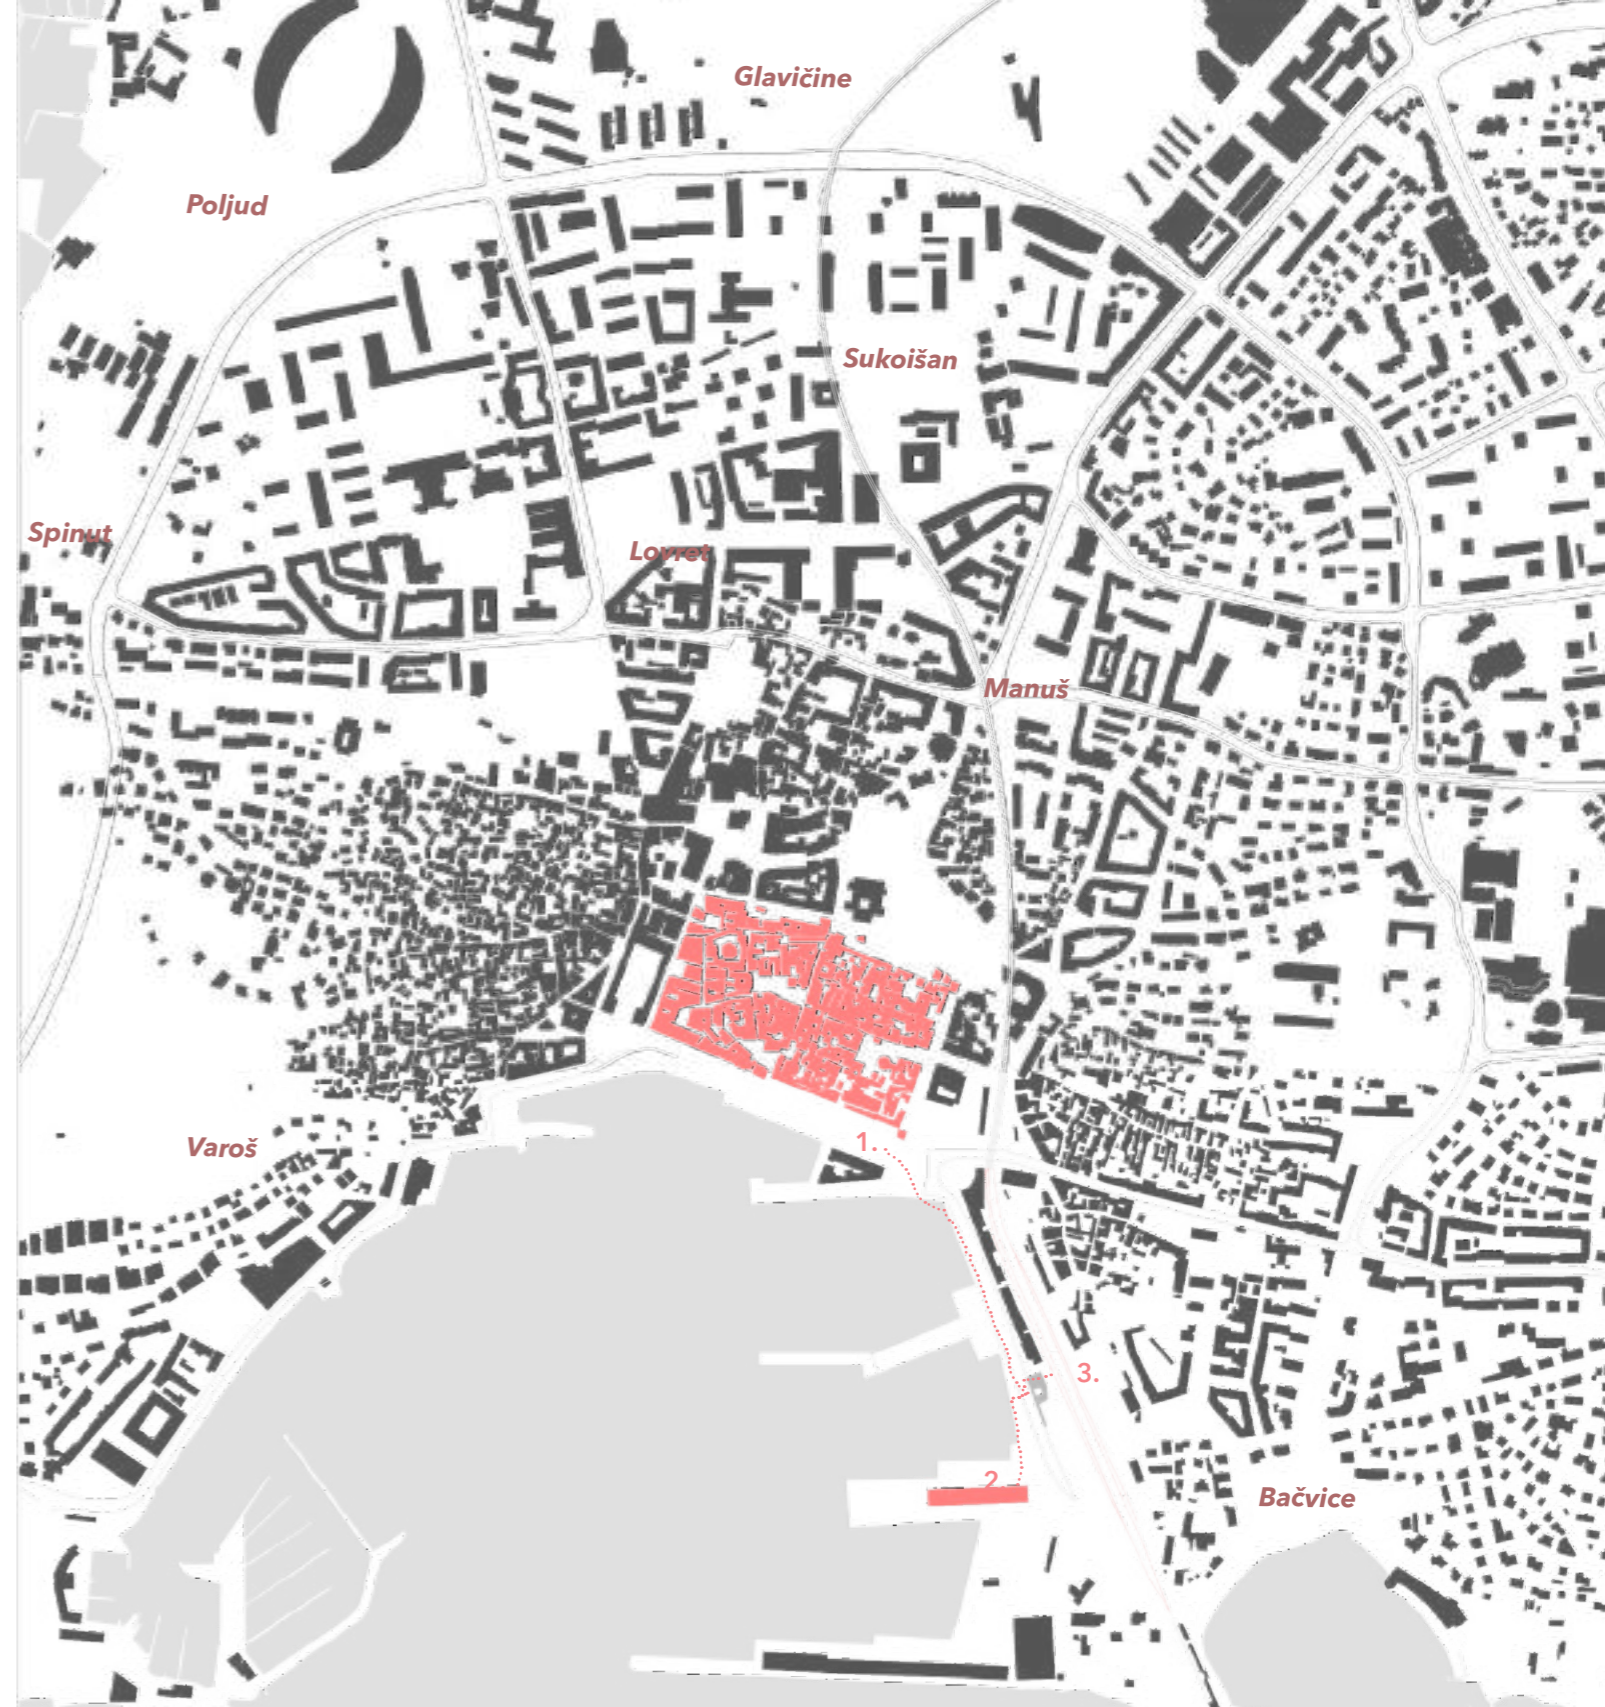 Glavičine
Poljud
Sukoišan
Spinut
Lovret
Manuš
1.
Varoš
3.
2.
Bačvice